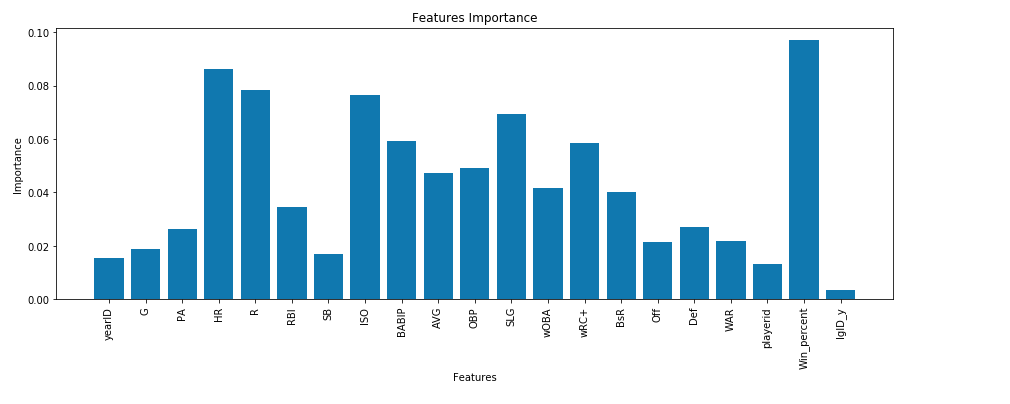 Features Importance
0.10
0.08
0.06
0.04
0.02
0.00
Importance
yearID
G
PA
HR
R
RBI
SB
ISO
BABIP
AVG
OBP
SLG
wOBA
wRC+
BsR
Off
Def
WAR
playerid
Win_percent
lgID_y
Features